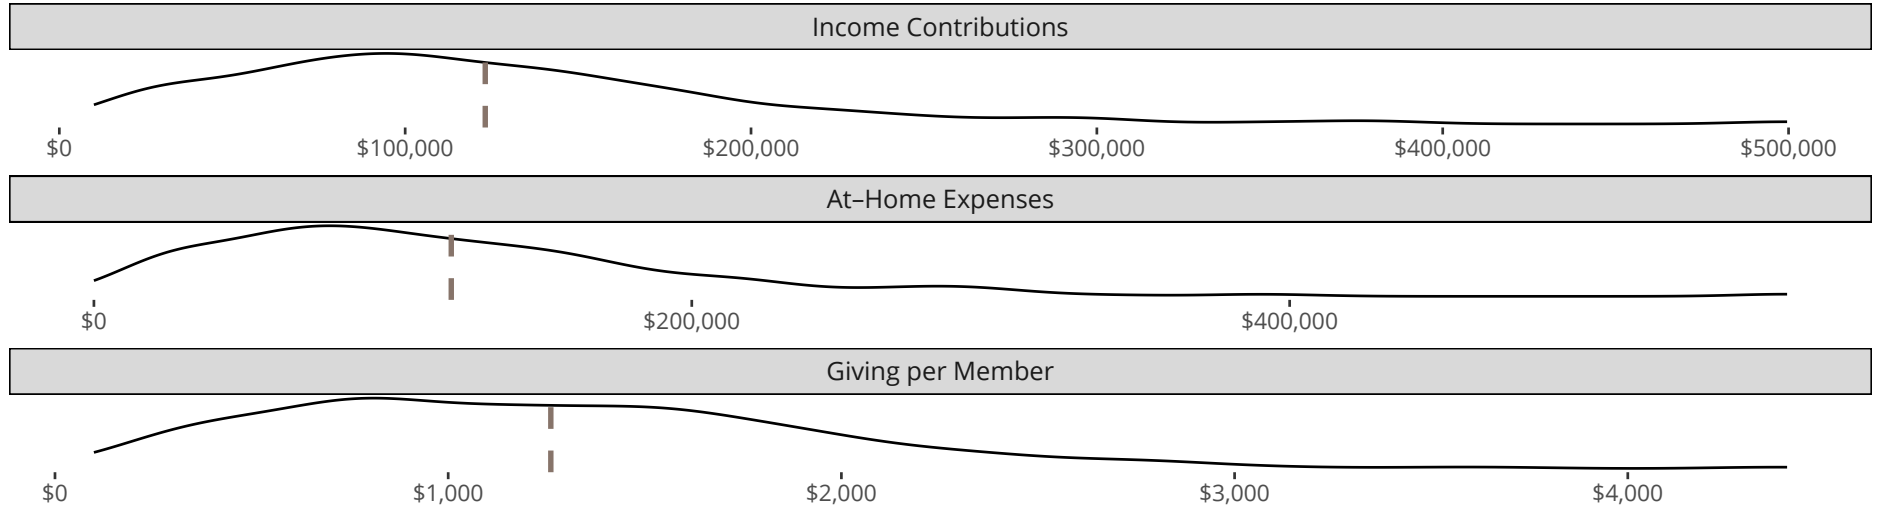 Income Contributions
$0 $100,000 $200,000 $300,000 $400,000 $500,000
At–Home Expenses
$0 $200,000 $400,000
Giving per Member
$0 $1,000 $2,000 $3,000 $4,000